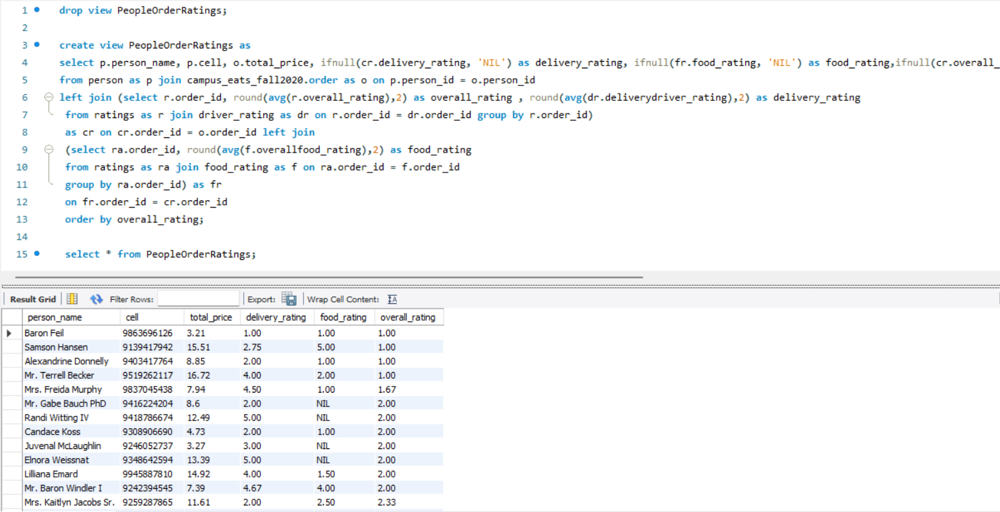 1 drop view PeopleOrderRatings;
2
3 create view PeopleOrderRatings as
4 select p.person_name, p.cell, o.total_price, ifnull(cr.delivery_rating, 'NIL') as delivery_rating, ifnull(fr.food_rating, 'NIL') as food_rating,ifnull(cr.overall_
5 from person as p join campus_eats_fall2020.order as o on p.person_id = o.person_id
6 left join (select r.order_id, round(avg(r.overall_rating),2) as overall_rating , round(avg(dr.deliverydriver_rating),2) as delivery_rating
7 from ratings as r join driver_rating as dr on r.order_id = dr.order_id group by r.order_id)
8 as cr on cr.order_id = o.order_id left join
9 (select ra.order_id, round(avg(f.overallfood_rating),2) as food_rating
10 from ratings as ra join food_rating as f on ra.order_id = f.order_id
11 group by ra.order_id) as fr
12 on fr.order_id = cr.order_id
13 order by overall_rating;
14
15 select * from PeopleOrderRatings;
Result Grid Filter Rows: Export: Wrap Cell Content: IA
person_name cell total_price delivery_rating food_rating overall_rating
Baron Feil 9863696126 3.21 1.00 1.00 1.00
Samson Hansen 9139417942 15.51 2.75 5.00 1.00
Alexandrine Donnelly 9403417764 8.85 2.00 1.00 1.00
Mr. Terrell Becker 9519262117 16.72 4.00 2.00 1.00
Mrs. Freida Murphy 9837045438 7.94 4.50 1.00 1.67
Mr. Gabe Bauch PhD 9416224204 8.6 2.00 NIL 2.00
Randi Witting IV 9418786674 12.49 5.00 NIL 2.00
Candace Koss 9308906690 4.73 2.00 1.00 2.00
Juvenal McLaughlin 9246052737 3.27 3.00 NIL 2.00
Elnora Weissnat 9348642594 13.39 5.00 NIL 2.00
Lilliana Emard 9945887810 14.92 4.00 1.50 2.00
Mr. Baron Windler I 9242394545 7.39 4.67 4.00 2.00
Mrs. Kaitlyn Jacobs Sr. 9259287865 11.61 2.00 2.50 2.33